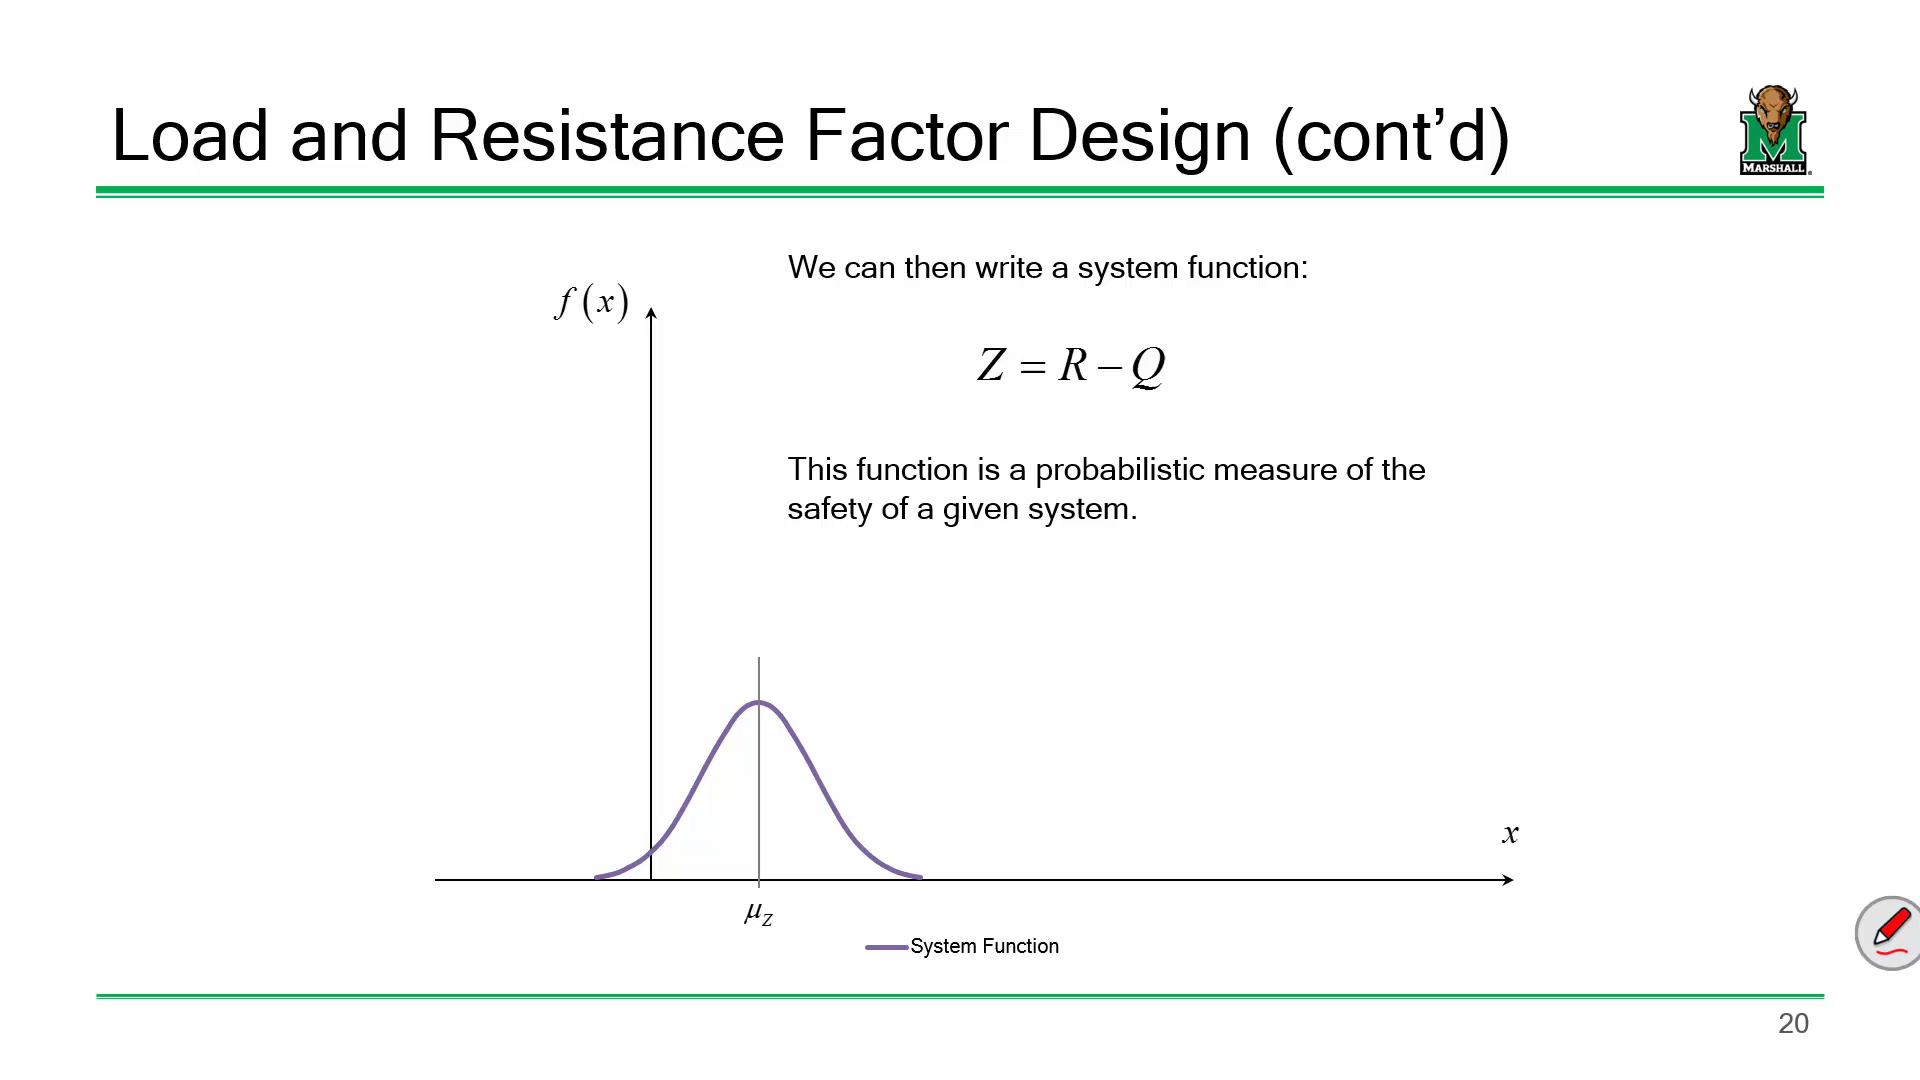 Load and Resistance Factor Design (cont’d)
MARSHALL
We can then write a system function:
f(x)
Z = R − Q
This function is a probabilistic measure of the
safety of a given system.
x
μ_Z
System Function
20